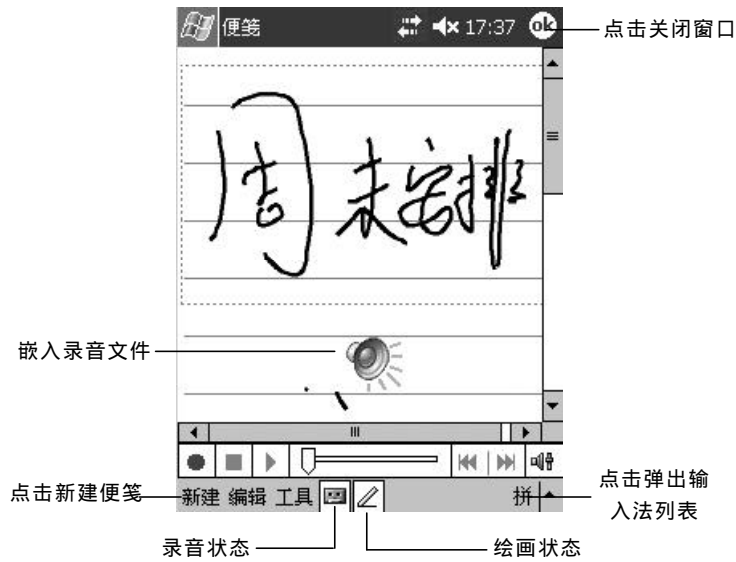 便笺 17:37 ok
点击关闭窗口
周末安排
嵌入录音文件
点击新建便笺
新建 编辑 工具 拼
点击弹出输
入法列表
录音状态
绘画状态